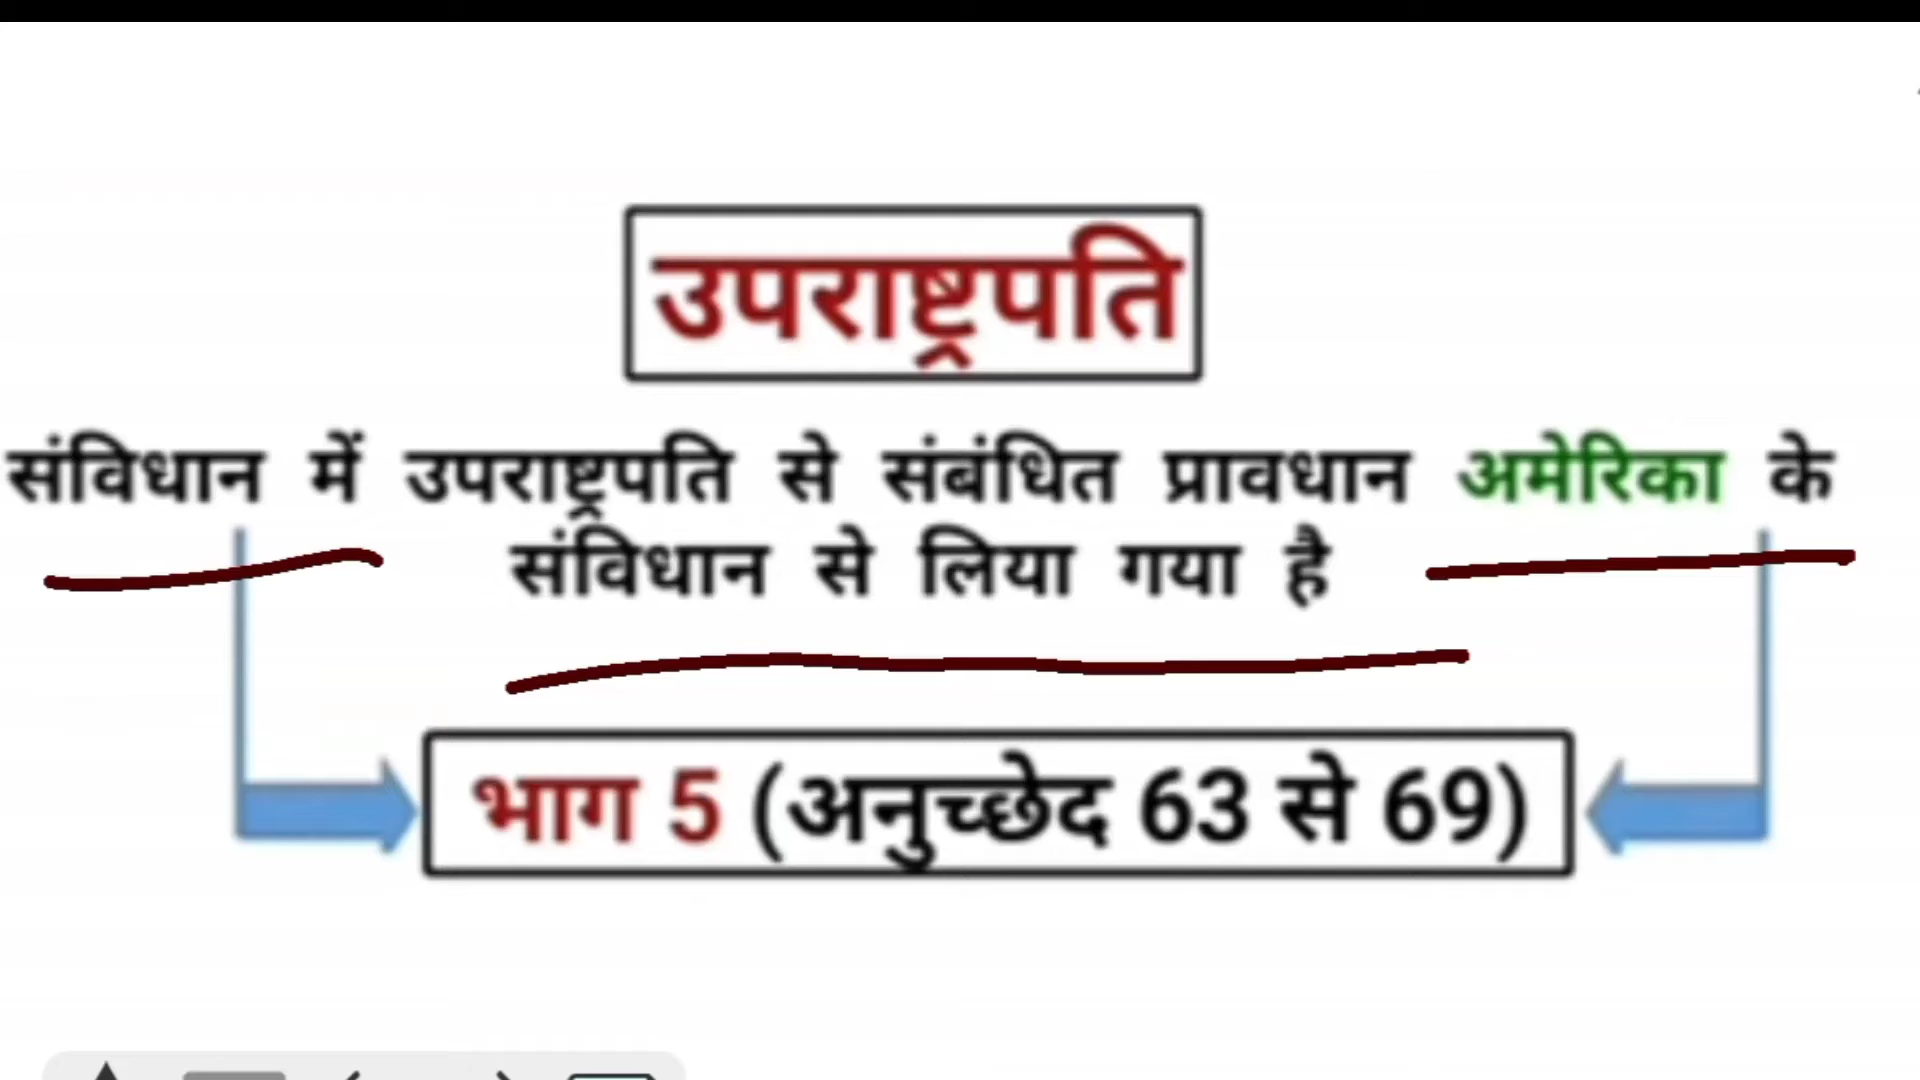 उपराष्ट्रपति
संविधान में उपराष्ट्रपति से संबंधित प्रावधान अमेरिका के
संविधान से लिया गया है
भाग 5 (अनुच्छेद 63 से 69)